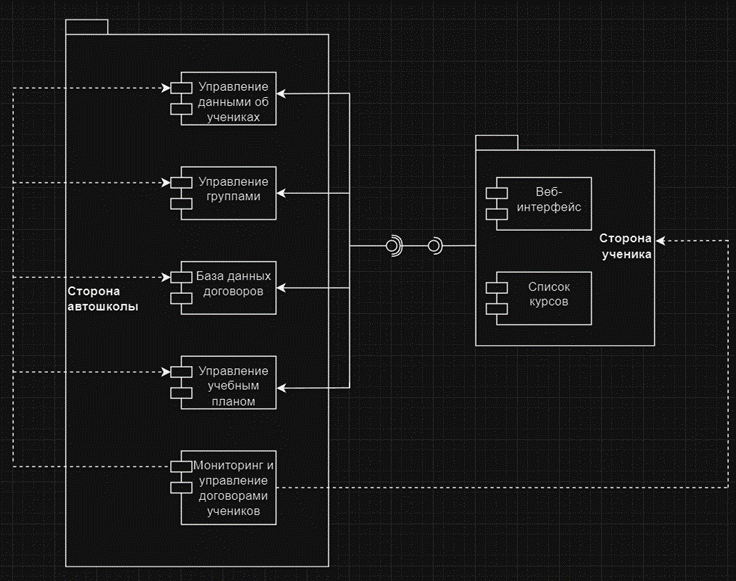 Управление
данными об
учениках
Управление
группами
База данных
договоров
Сторона
автошколы
Управление
учебным
планом
Мониторинг и
управление
договорами
учеников
Веб-
интерфейс
Сторона
ученика
Список
курсов